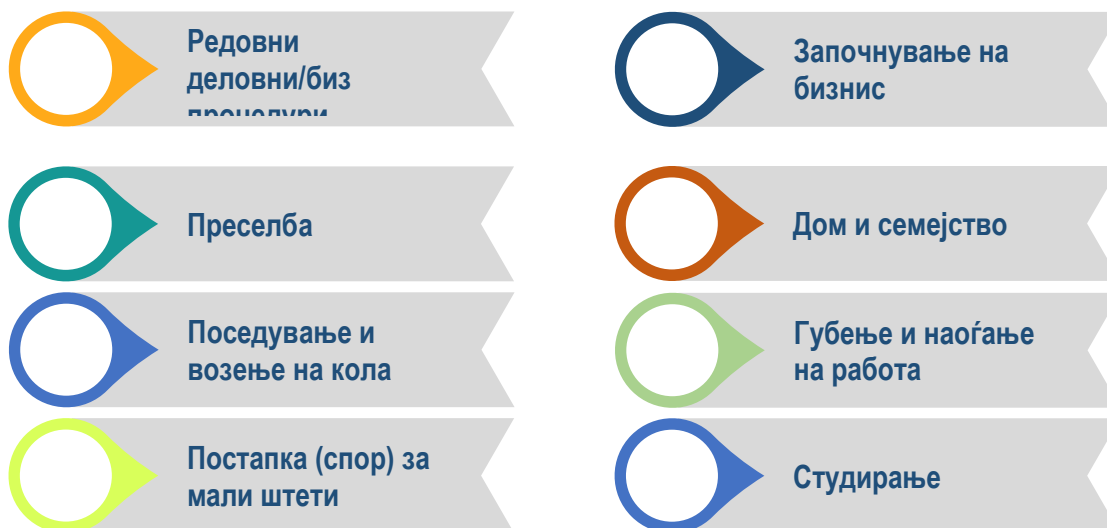 Редовни
деловни/биз
процедури
Започнување на
бизнис
Преселба
Дом и семејство
Поседување и
возење на кола
Губење и наоѓање
на работа
Постапка (спор) за
мали штети
Студирање